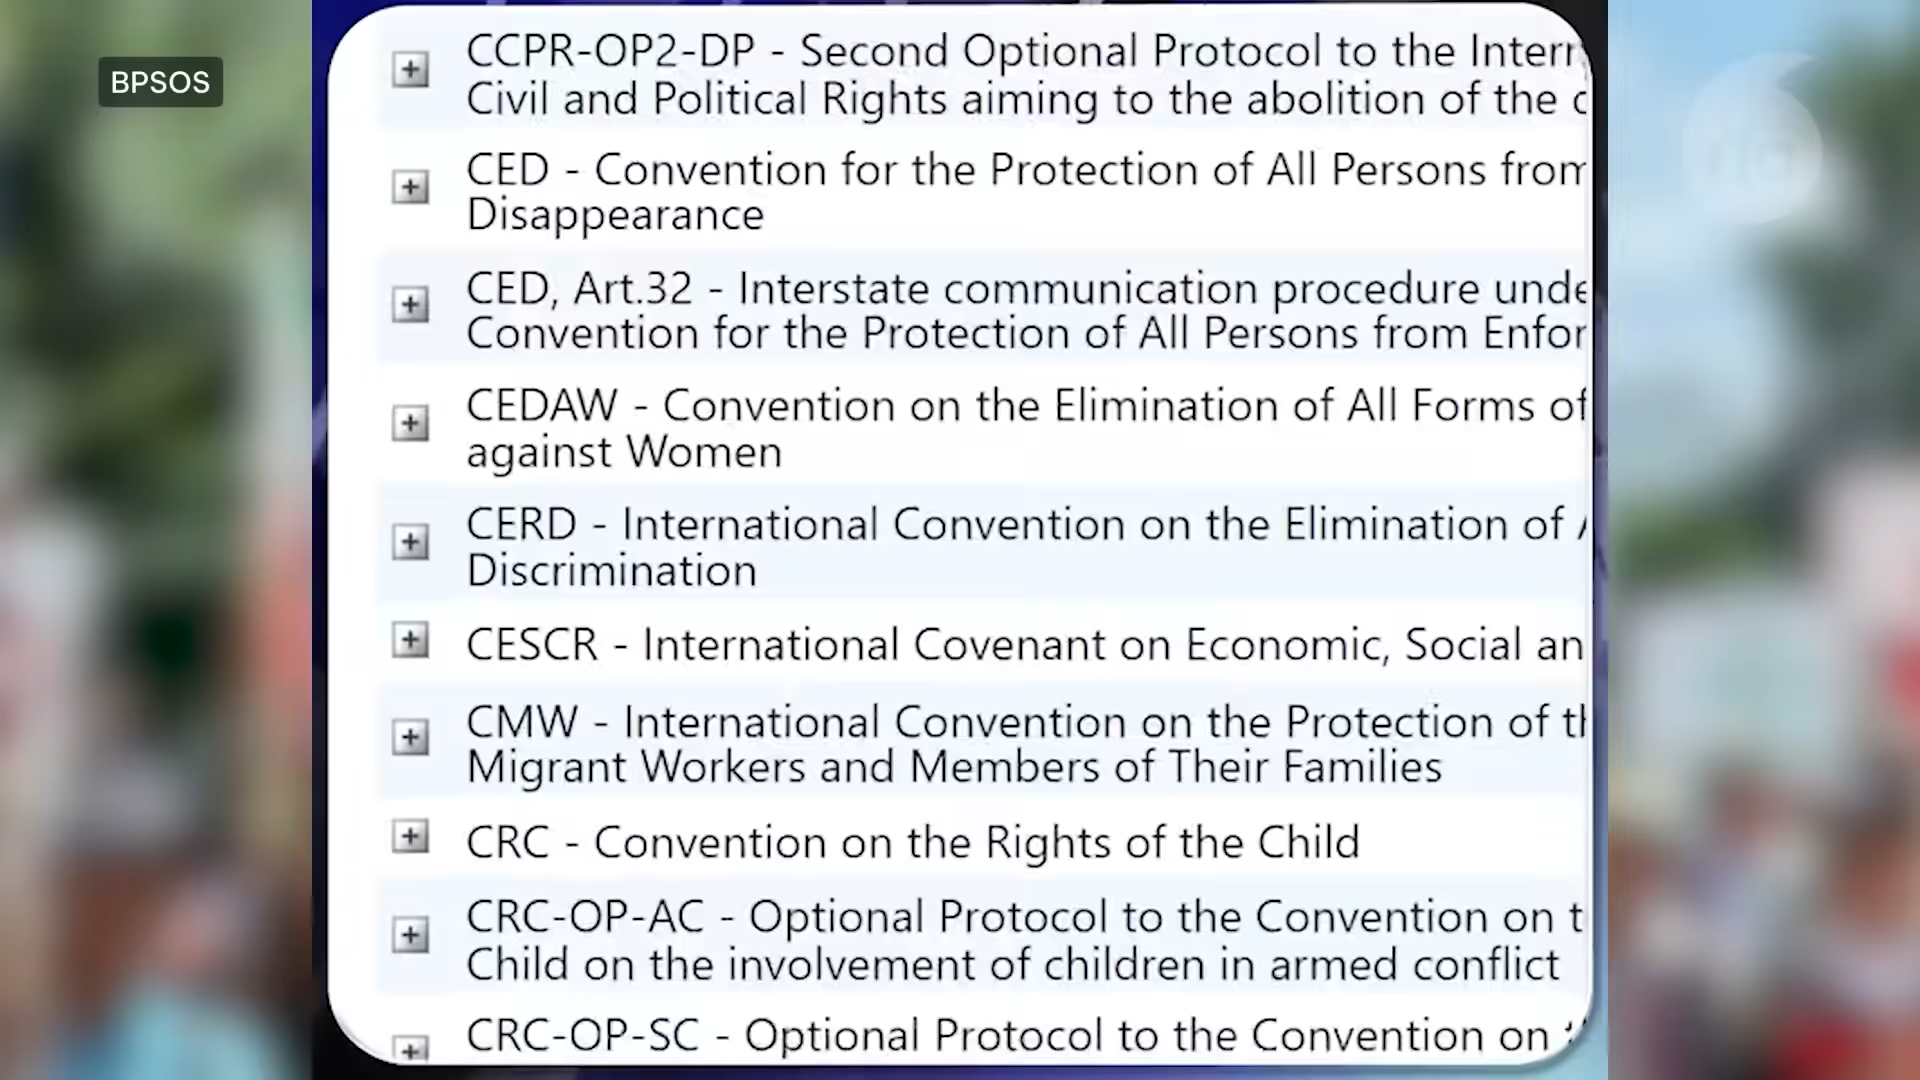 BPSOS
CCPR-OP2-DP - Second Optional Protocol to the
Civil and Political Rights aiming to the abolition of the
CED - Convention for the Protection of All Persons from
Disappearance
CED, Art.32 - Interstate communication procedure
Convention for the Protection of All Persons from
CEDAW - Convention on the Elimination of All Forms of
against Women
CERD - International Convention on the Elimination of
Discrimination
CESCR - International Covenant on Economic, Social
CMW - International Convention on the Protection of
Migrant Workers and Members of Their Families
CRC - Convention on the Rights of the Child
CRC-OP-AC - Optional Protocol to the Convention on
Child on the involvement of children in armed conflict
CRC-OP-SC - Optional Protocol to the Convention on